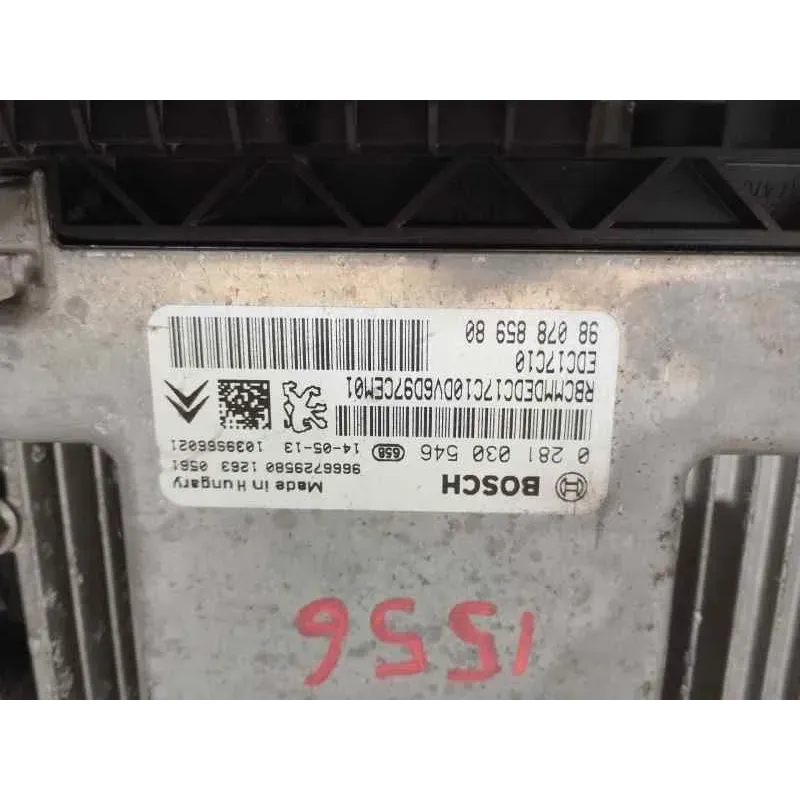 BOSCH
Made in Hungary
9666729580 1263 0561
0 281 030 546
658
14-05-13 1039S66021
RBCMMDEDC17C10DV6D97CEM01
EDC17C10
98 078 859 80
1556